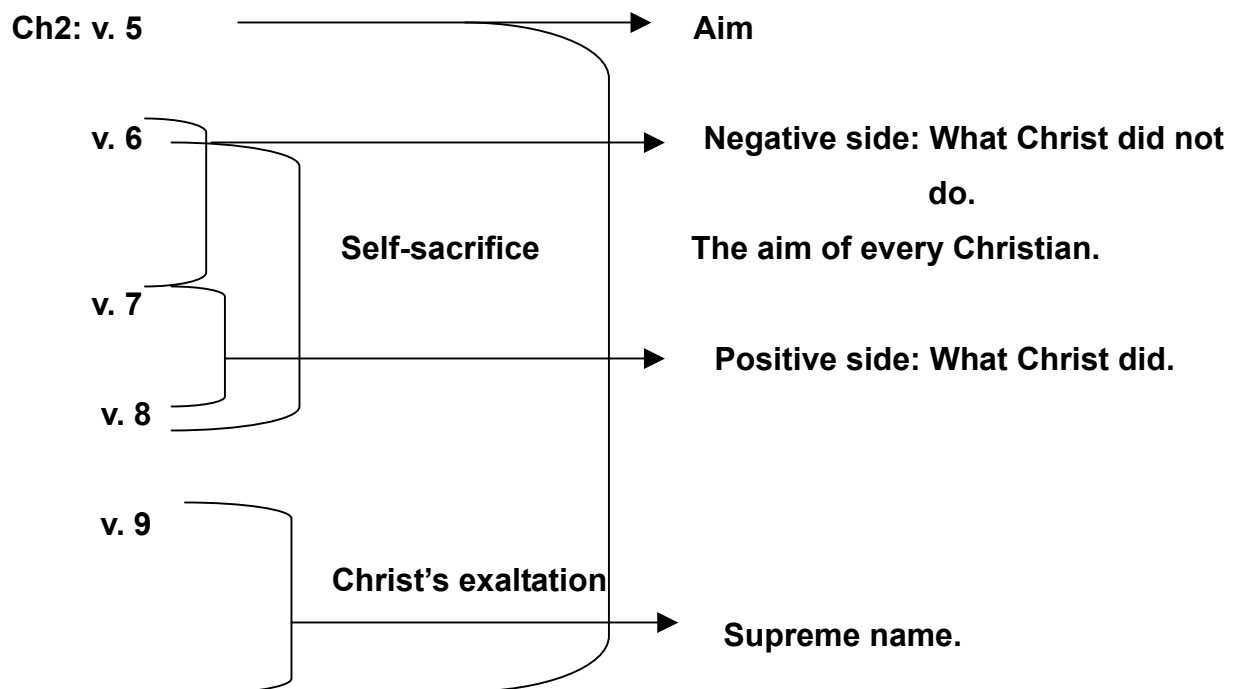 Ch2: v. 5 Aim
v. 6 Negative side: What Christ did not
do.
Self-sacrifice The aim of every Christian.
v. 7
Positive side: What Christ did.
v. 8
v. 9
Christ’s exaltation
Supreme name.